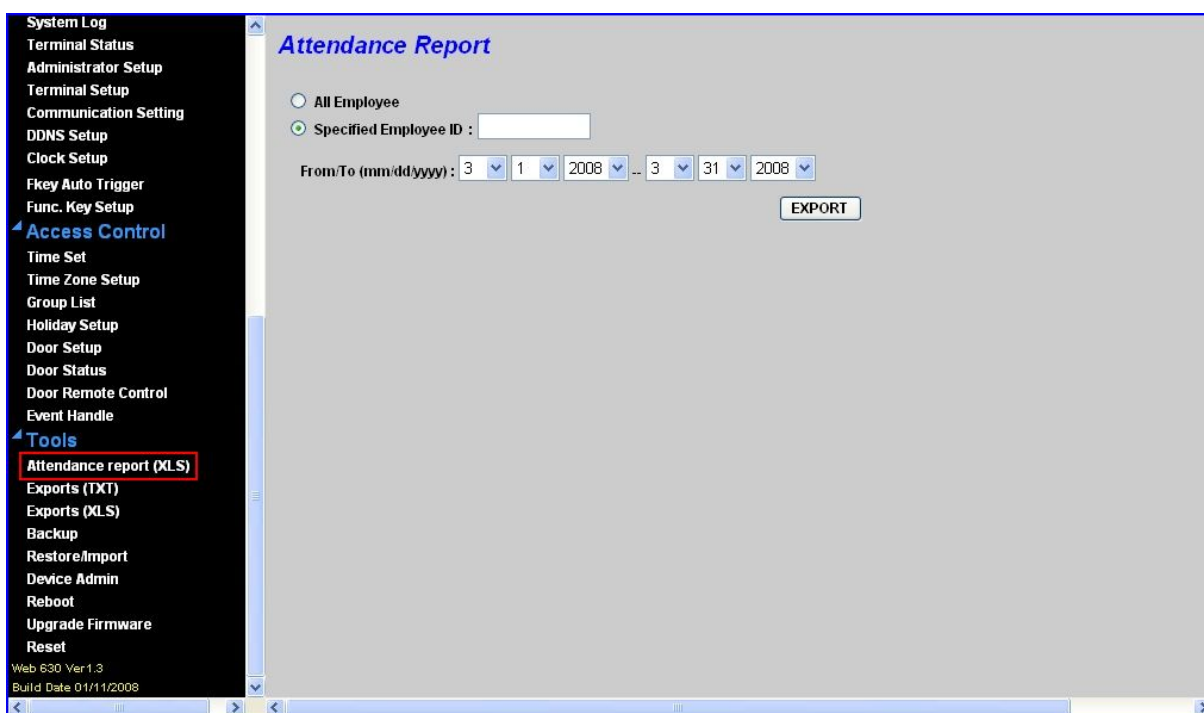 System Log
Terminal Status
Administrator Setup
Terminal Setup
Communication Setting
DDNS Setup
Clock Setup
Fkey Auto Trigger
Func. Key Setup
Access Control
Time Set
Time Zone Setup
Group List
Holiday Setup
Door Setup
Door Status
Door Remote Control
Event Handle
Tools
Attendance report (XLS)
Exports (TXT)
Exports (XLS)
Backup
Restore/Import
Device Admin
Reboot
Upgrade Firmware
Reset
Web 630 Ver1.3
Build Date 01/11/2008
Attendance Report
All Employee
Specified Employee ID :
From/To (mm/dd/yyyy) : 3 1 2008 -- 3 31 2008
EXPORT